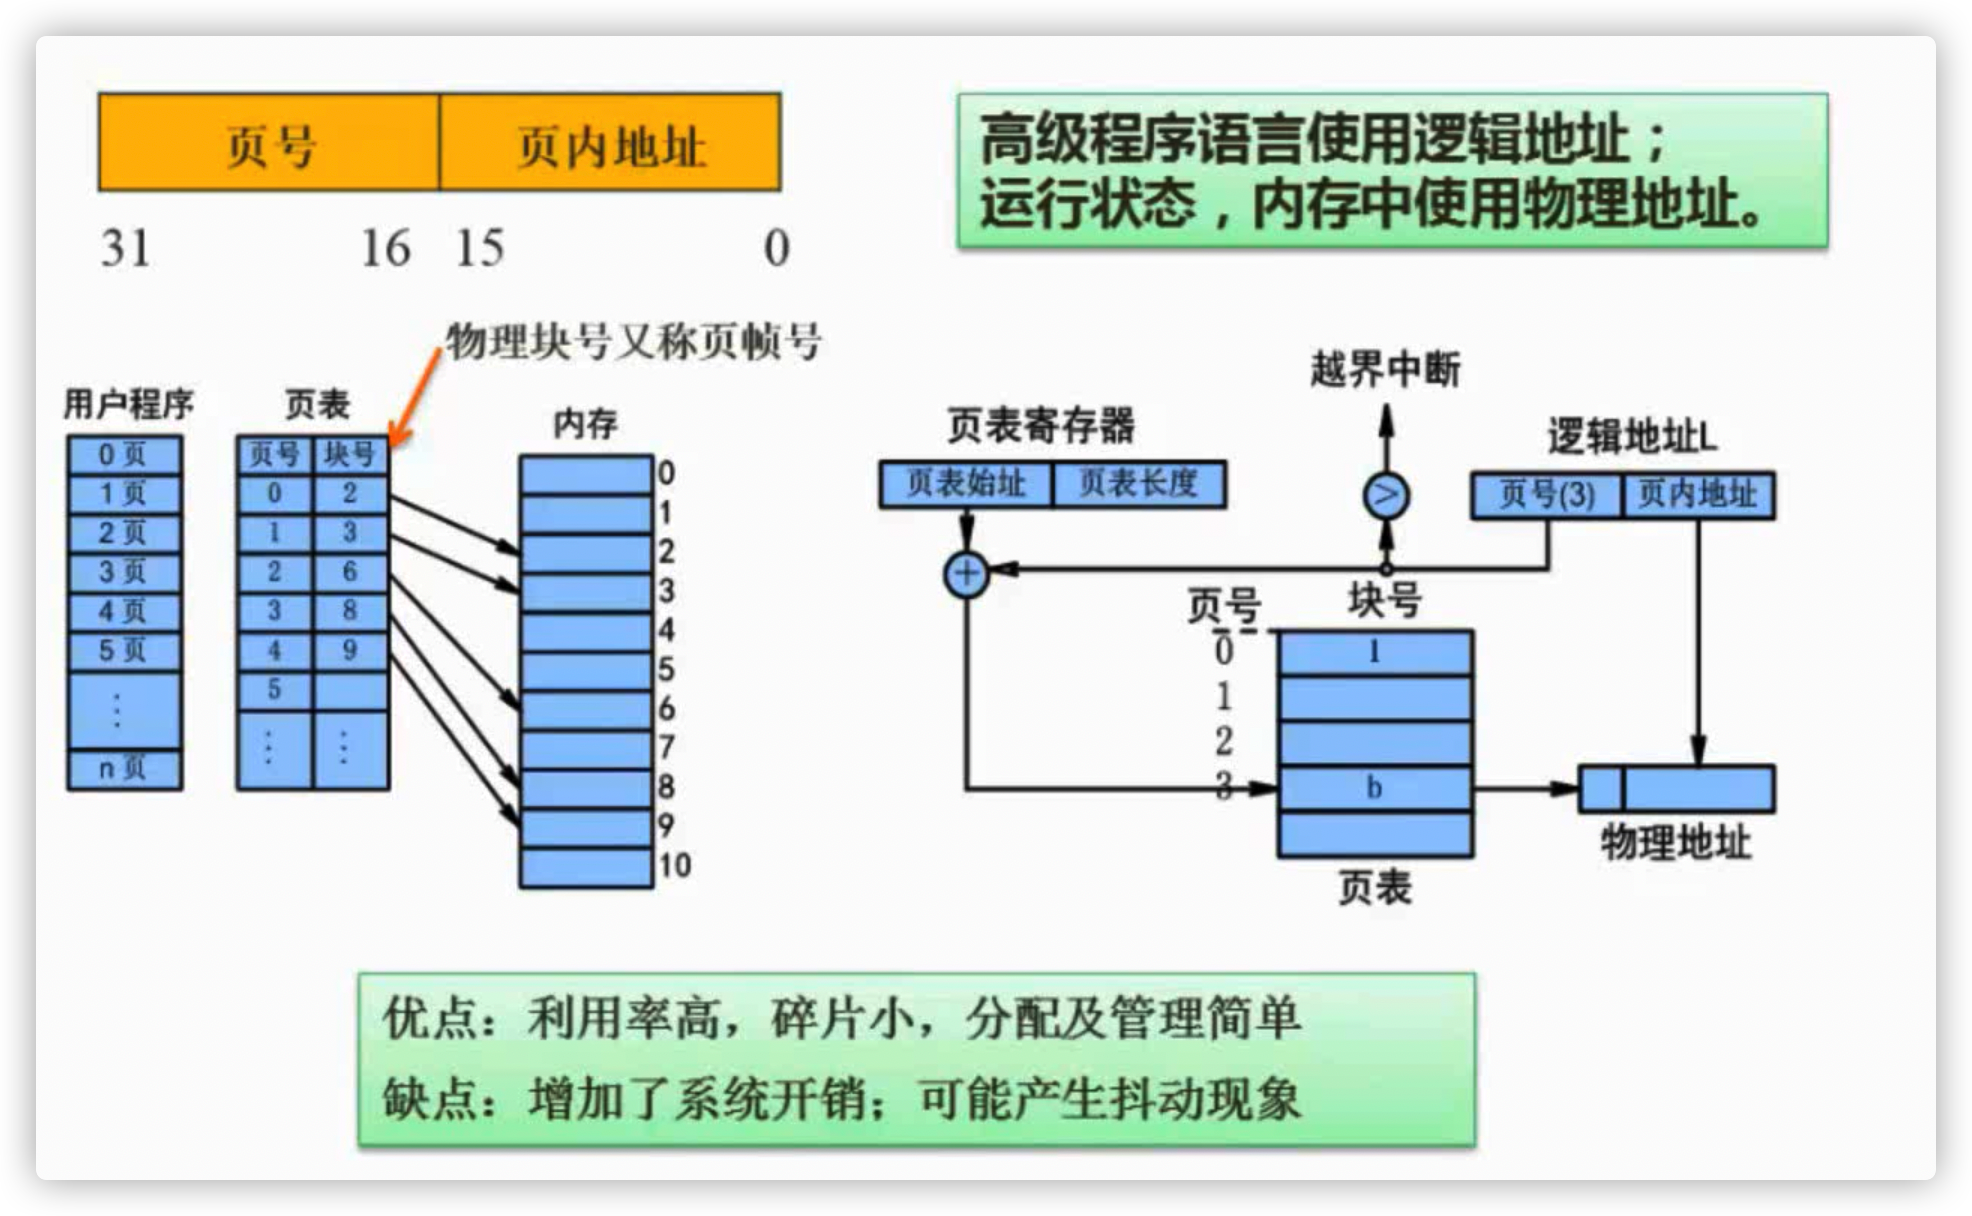 页号 页内地址
31 16 15 0
高级程序语言使用逻辑地址；
运行状态，内存中使用物理地址。
物理块号又称页帧号
用户程序
0 页
1 页
2 页
3 页
4 页
5 页
⋮
n 页
页表
页号 块号
0 2
1 3
2 6
3 8
4 9
5
⋮ ⋮
内存
0
1
2
3
4
5
6
7
8
9
10
越界中断
页表寄存器
页表始址 页表长度
>
逻辑地址L
页号(3) 页内地址
+
页号 块号
0 1
1
2
3 b
页表
物理地址
优点：利用率高，碎片小，分配及管理简单
缺点：增加了系统开销；可能产生抖动现象